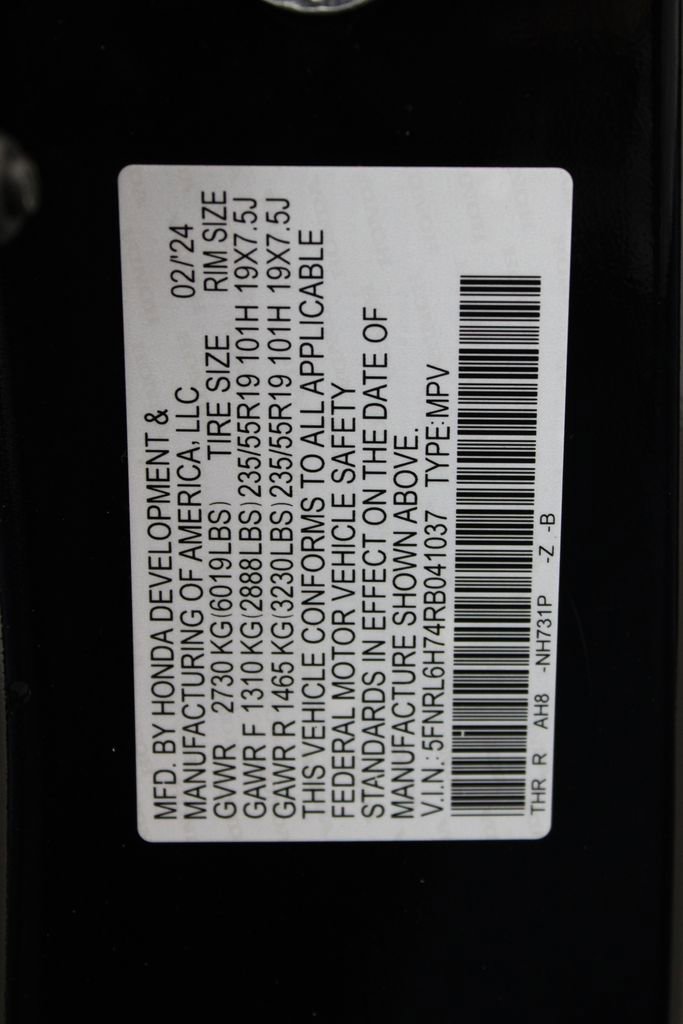 MFD. BY HONDA DEVELOPMENT &
MANUFACTURING OF AMERICA, LLC 02/'24
GVWR 2730 KG(6019LBS) TIRE SIZE RIM SIZE
GAWR F 1310 KG(2888LBS) 235/55R19 101H 19X7.5J
GAWR R 1465 KG(3230LBS) 235/55R19 101H 19X7.5J
THIS VEHICLE CONFORMS TO ALL APPLICABLE
FEDERAL MOTOR VEHICLE SAFETY
STANDARDS IN EFFECT ON THE DATE OF
MANUFACTURE SHOWN ABOVE.
V.I.N.: 5FNRL6H74RB041037 TYPE:MPV
THR R AH8 -NH731P -Z -B